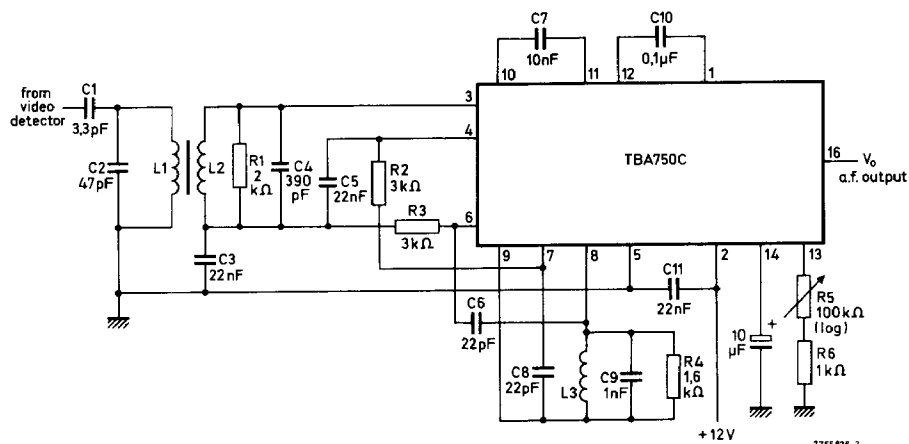 C7
10nF
C10
0,1µF
10
11
12
1
from
video
detector
C1
3,3pF
3
4
TBA750C
16
Vo
a.f. output
C2
47pF
L1
L2
R1
2
kΩ
C4
390
pF
C5
22nF
R2
3kΩ
R3
3kΩ
6
C3
22nF
9
7
8
5
2
14
13
C11
22nF
C6
22pF
R5
100kΩ
(log)
+
10
µF
R6
1kΩ
C8
22pF
L3
C9
1nF
R4
1,6
kΩ
+12V